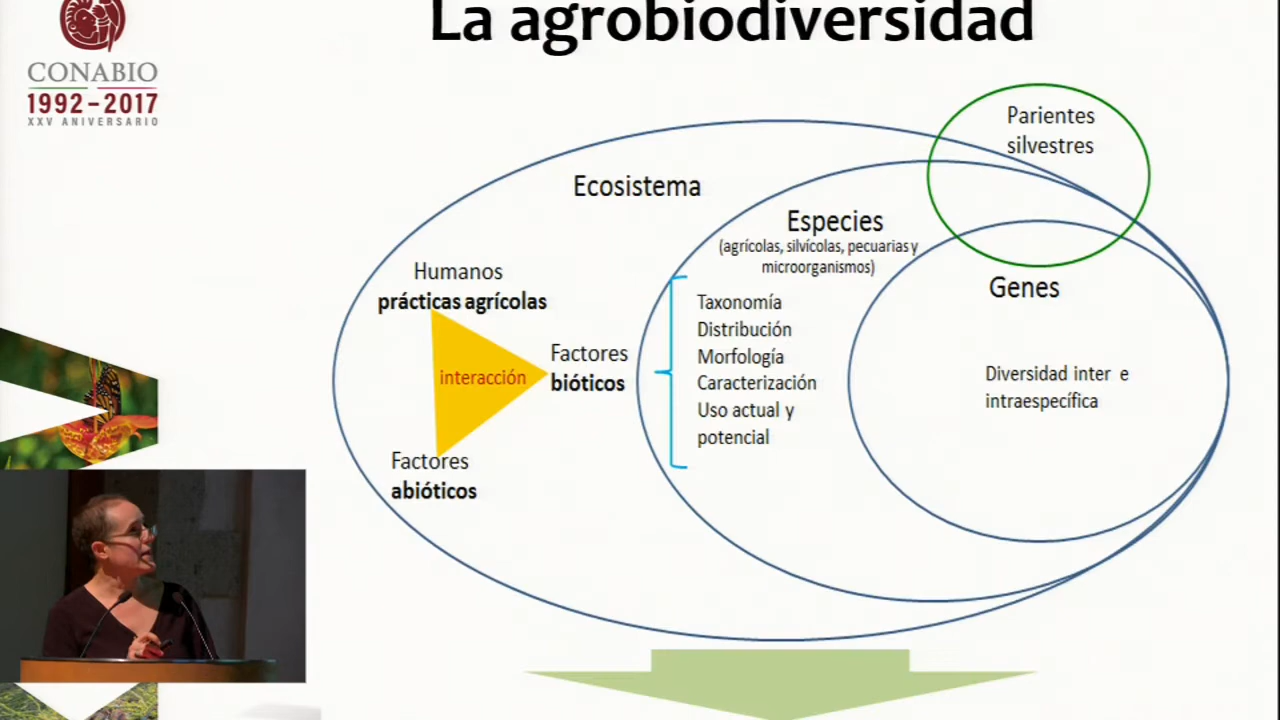 La agrobiodiversidad
CONABIO
1992-2017
XXV ANIVERSARIO
Parientes
silvestres
Ecosistema
Especies
(agrícolas, silvícolas, pecuarias y
microorganismos)
Humanos
prácticas agrícolas
Genes
Taxonomía
Distribución
Morfología
Caracterización
Uso actual y
potencial
Factores
bióticos
interacción
Diversidad inter e
intraespecífica
Factores
abióticos